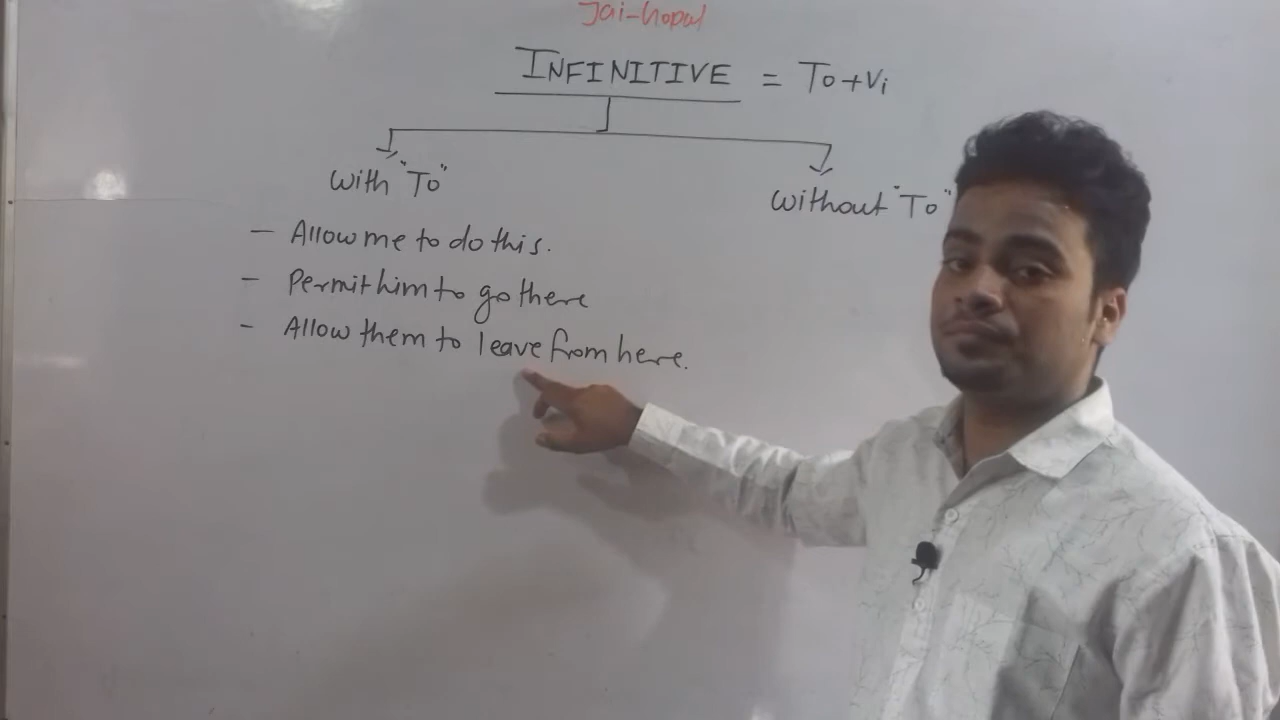 Jai-Gopal
INFINITIVE = To+V₁
With "To"
Without "To"
- Allow me to do this.
- Permit him to go there
- Allow them to leave from here.